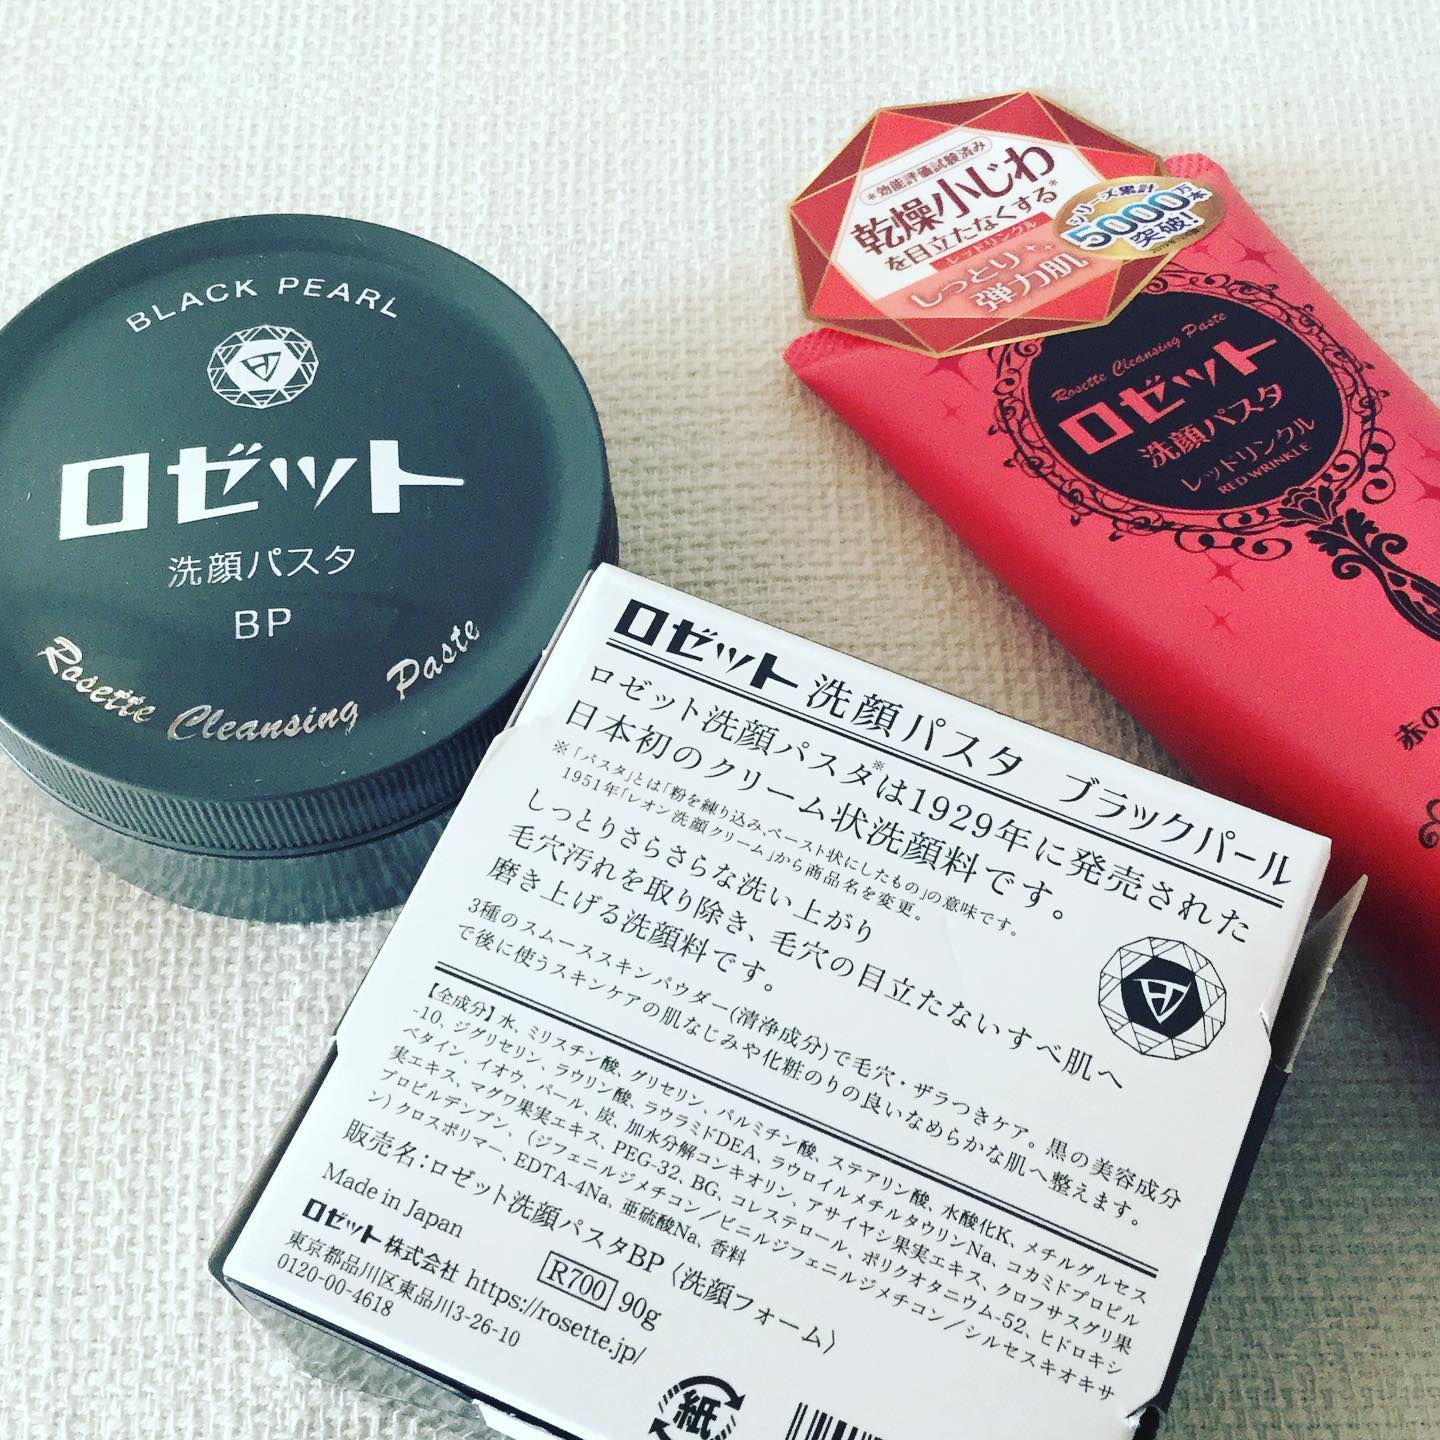 BLACK PEARL
ロゼット
洗顔パスタ
BP
Rosette Cleansing Paste
*効能評価試験済み
乾燥小じわ
を目立たなくする*
レッドリンクル
しっとり
弾力肌
シリーズ累計
5000万本
突破!
Rosette Cleansing Paste
ロゼット
洗顔パスタ
レッドリンクル
RED WRINKLE
赤の
ロゼット 洗顔パスタ ブラックパール
ロゼット洗顔パスタ※は1929年に発売された
日本初のクリーム状洗顔料です。
※「パスタ」とは「粉を練り込み、ペースト状にしたもの」の意味です。
1951年「レオン洗顔クリーム」から商品名を変更。
しっとりさらさらな洗い上がり
毛穴汚れを取り除き、毛穴の目立たないすべ肌へ
磨き上げる洗顔料です。
3種のスムーススキンパウダー(清浄成分)で毛穴・ザラつきケア。黒の美容成分
で後に使うスキンケアの肌なじみや化粧のりの良いなめらかな肌へ整えます。
【全成分】水、ミリスチン酸、グリセリン、パルミチン酸、ステアリン酸、水酸化K、メチルグルセス
-10、ジグリセリン、ラウリン酸、ラウラミドDEA、ラウロイルメチルタウリンNa、コカミドプロピル
ベタイン、イオウ、パール、炭、加水分解コンキオリン、アサイヤシ果実エキス、クロフサスグリ果
実エキス、マグワ果実エキス、PEG-32、BG、コレステロール、ポリクオタニウム-52、ヒドロキシ
プロピルデンプン、(ジフェニルジメチコン/ビニルジフェニルジメチコン/シルセスキオキサ
ン)クロスポリマー、EDTA-4Na、亜硫酸Na、香料
販売名:ロゼット洗顔パスタBP〈洗顔フォーム〉
Made in Japan R700 90g
ロゼット株式会社 https://rosette.jp/
東京都品川区東品川3-26-10
0120-00-4618
紙